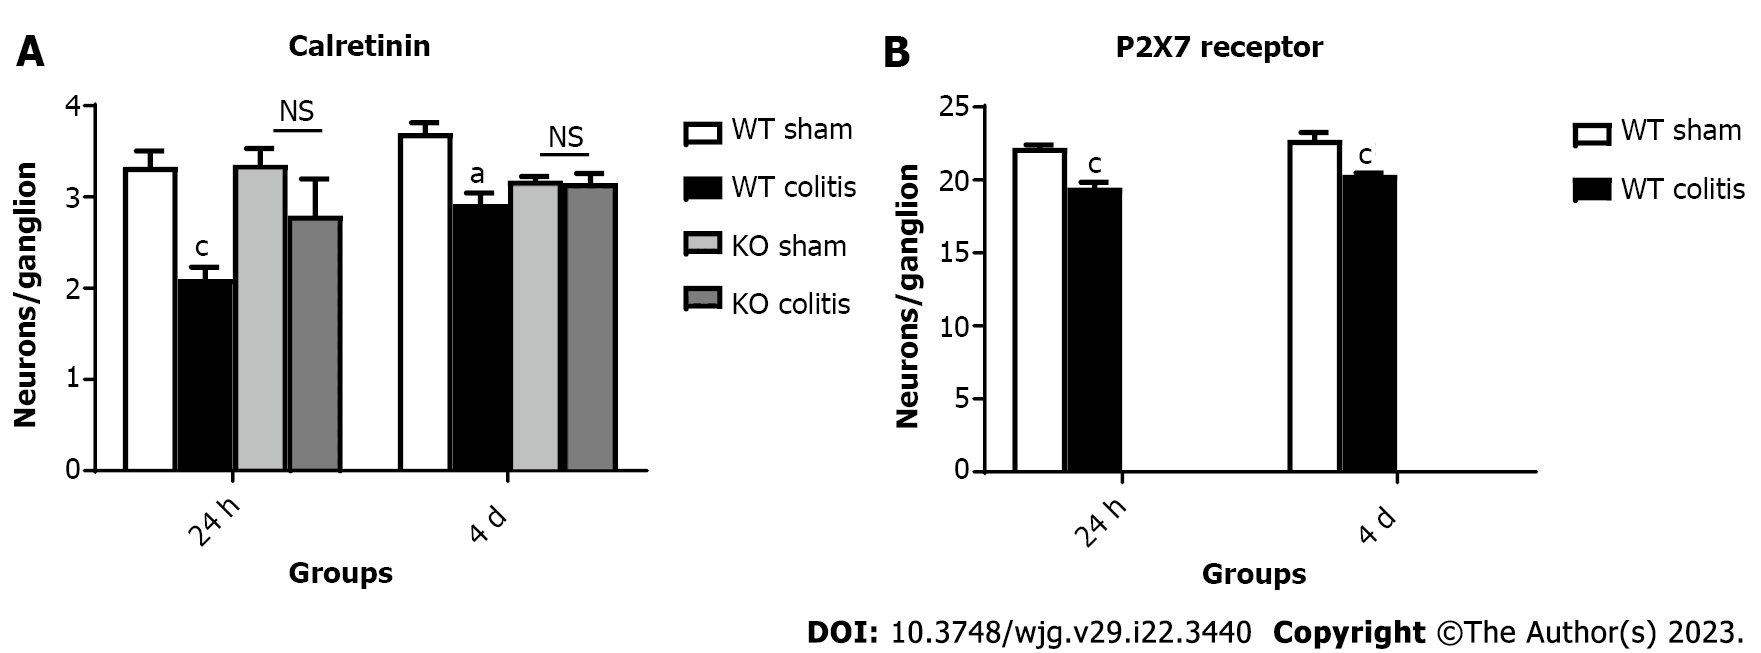 A
Calretinin
4
3
2
1
0
Neurons/ganglion
NS
c
a
NS
24 h
4 d
Groups
WT sham
WT colitis
KO sham
KO colitis
B
P2X7 receptor
25
20
15
10
5
0
Neurons/ganglion
c
c
24 h
4 d
Groups
WT sham
WT colitis
DOI: 10.3748/wjg.v29.i22.3440 Copyright ©The Author(s) 2023.